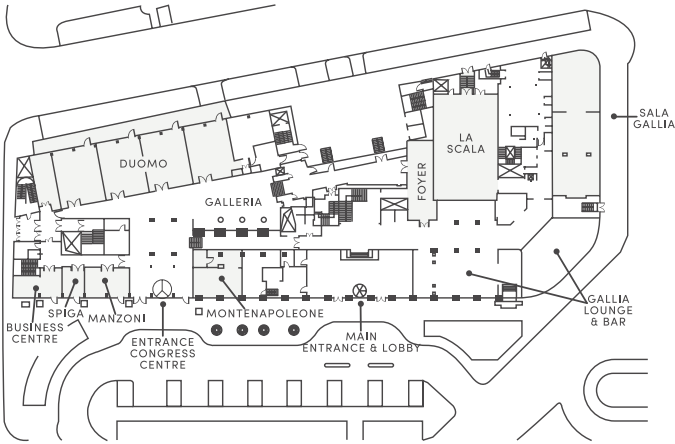 SALA
GALLIA
LA
SCALA
DUOMO
FOYER
GALLERIA
GALLIA
LOUNGE
& BAR
SPIGA
MANZONI
MONTENAPOLEONE
BUSINESS
CENTRE
ENTRANCE
CONGRESS
CENTRE
MAIN
ENTRANCE & LOBBY